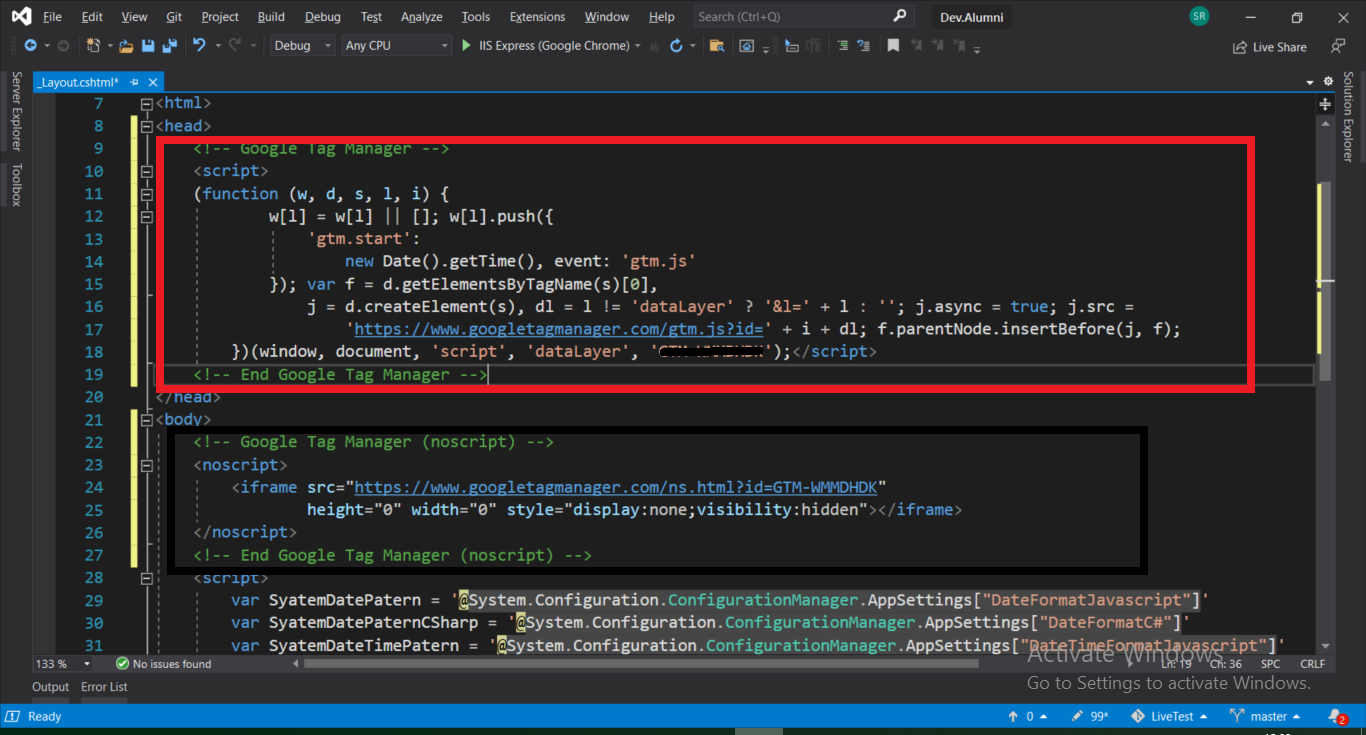 File Edit View Git Project Build Debug Test Analyze Tools Extensions Window Help Search (Ctrl+Q) Dev.Alumni SR
Debug Any CPU IIS Express (Google Chrome) Live Share
_Layout.cshtml*
Server Explorer
Toolbox
Solution Explorer
7 <html>
8 <head>
9 <!-- Google Tag Manager -->
10 <script>
11 (function (w, d, s, l, i) {
12 w[l] = w[l] || []; w[l].push({
13 'gtm.start':
14 new Date().getTime(), event: 'gtm.js'
15 }); var f = d.getElementsByTagName(s)[0],
16 j = d.createElement(s), dl = l != 'dataLayer' ? '&l=' + l : ''; j.async = true; j.src =
17 'https://www.googletagmanager.com/gtm.js?id=' + i + dl; f.parentNode.insertBefore(j, f);
18 })(window, document, 'script', 'dataLayer', '');</script>
19 <!-- End Google Tag Manager -->
20 </head>
21 <body>
22 <!-- Google Tag Manager (noscript) -->
23 <noscript>
24 <iframe src="https://www.googletagmanager.com/ns.html?id=GTM-WMMDHDK"
25 height="0" width="0" style="display:none;visibility:hidden"></iframe>
26 </noscript>
27 <!-- End Google Tag Manager (noscript) -->
28 <script>
29 var SyatemDatePatern = '@System.Configuration.ConfigurationManager.AppSettings["DateFormatJavascript"]'
30 var SyatemDatePaternCSharp = '@System.Configuration.ConfigurationManager.AppSettings["DateFormatC#"]'
31 var SyatemDateTimePatern = '@System.Configuration.ConfigurationManager.AppSettings["DateTimeFormatJavascript"]'
133 % No issues found Ln: 19 Ch: 36 SPC CRLF
Activate Windows
Go to Settings to activate Windows.
Output Error List
Ready 0 99* LiveTest master 2